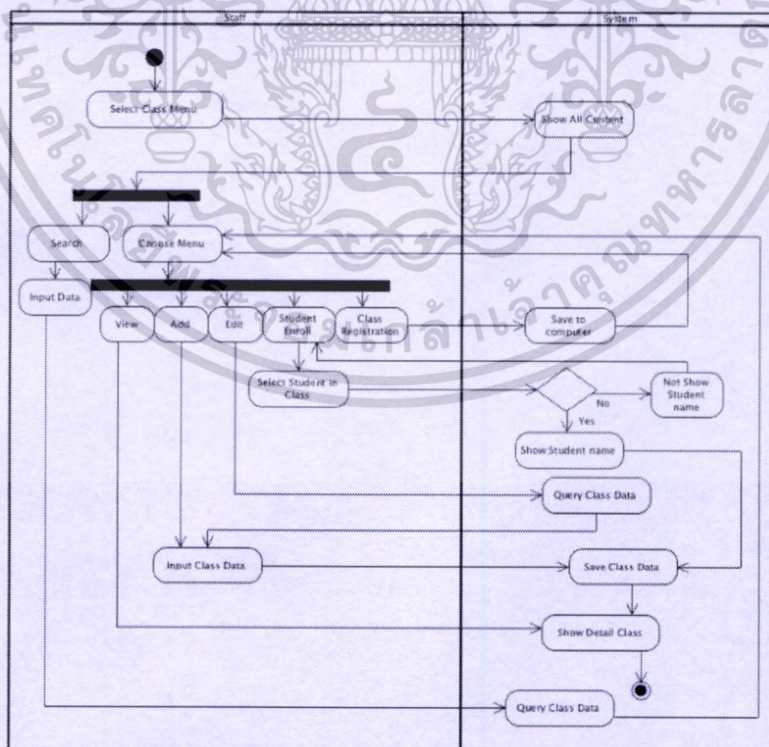 Staff
System
Select Class Menu
Show All Content
Search
Choose Menu
Input Data
View
Add
Edit
Student
Enroll
Class
Registration
Save to
computer
Select Student in
Class
No
Not Show
Student
name
Yes
Show Student name
Query Class Data
Input Class Data
Save Class Data
Show Detail Class
Query Class Data